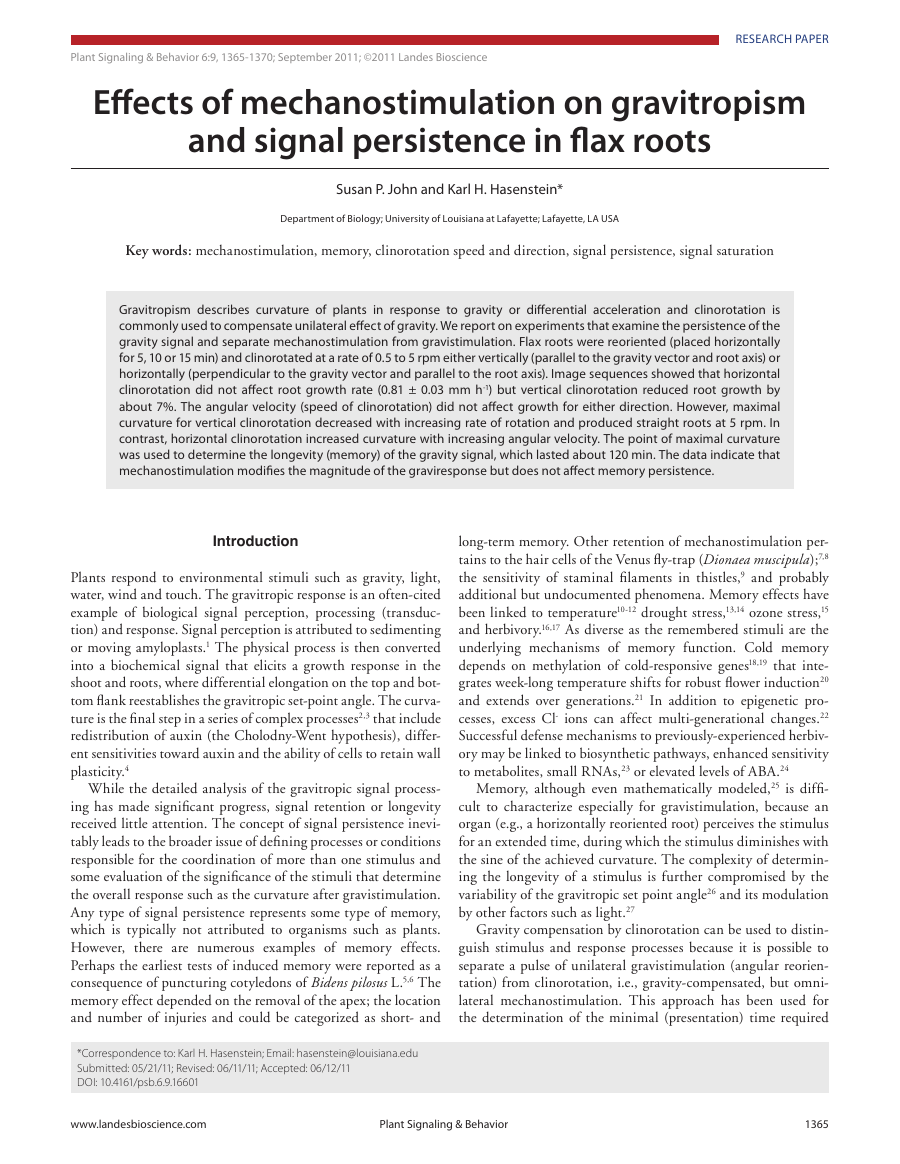 RESEARCH PAPER
Plant Signaling & Behavior 6:9, 1365-1370; September 2011; ©2011 Landes Bioscience
Effects of mechanostimulation on gravitropism
and signal persistence in flax roots
Susan P. John and Karl H. Hasenstein*
Department of Biology; University of Louisiana at Lafayette; Lafayette, LA USA
Key words: mechanostimulation, memory, clinorotation speed and direction, signal persistence, signal saturation
Gravitropism describes curvature of plants in response to gravity or differential acceleration and clinorotation is
commonly used to compensate unilateral effect of gravity. We report on experiments that examine the persistence of the
gravity signal and separate mechanostimulation from gravistimulation. Flax roots were reoriented (placed horizontally
for 5, 10 or 15 min) and clinorotated at a rate of 0.5 to 5 rpm either vertically (parallel to the gravity vector and root axis) or
horizontally (perpendicular to the gravity vector and parallel to the root axis). Image sequences showed that horizontal
clinorotation did not affect root growth rate (0.81 ± 0.03 mm h⁻¹) but vertical clinorotation reduced root growth by
about 7%. The angular velocity (speed of clinorotation) did not affect growth for either direction. However, maximal
curvature for vertical clinorotation decreased with increasing rate of rotation and produced straight roots at 5 rpm. In
contrast, horizontal clinorotation increased curvature with increasing angular velocity. The point of maximal curvature
was used to determine the longevity (memory) of the gravity signal, which lasted about 120 min. The data indicate that
mechanostimulation modifies the magnitude of the graviresponse but does not affect memory persistence.
Introduction
Plants respond to environmental stimuli such as gravity, light,
water, wind and touch. The gravitropic response is an often-cited
example of biological signal perception, processing (transduc-
tion) and response. Signal perception is attributed to sedimenting
or moving amyloplasts.¹ The physical process is then converted
into a biochemical signal that elicits a growth response in the
shoot and roots, where differential elongation on the top and bot-
tom flank reestablishes the gravitropic set-point angle. The curva-
ture is the final step in a series of complex processes²,³ that include
redistribution of auxin (the Cholodny-Went hypothesis), differ-
ent sensitivities toward auxin and the ability of cells to retain wall
plasticity.⁴
While the detailed analysis of the gravitropic signal process-
ing has made significant progress, signal retention or longevity
received little attention. The concept of signal persistence inevi-
tably leads to the broader issue of defining processes or conditions
responsible for the coordination of more than one stimulus and
some evaluation of the significance of the stimuli that determine
the overall response such as the curvature after gravistimulation.
Any type of signal persistence represents some type of memory,
which is typically not attributed to organisms such as plants.
However, there are numerous examples of memory effects.
Perhaps the earliest tests of induced memory were reported as a
consequence of puncturing cotyledons of Bidens pilosus L.⁵,⁶ The
memory effect depended on the removal of the apex; the location
and number of injuries and could be categorized as short- and
long-term memory. Other retention of mechanostimulation per-
tains to the hair cells of the Venus fly-trap (Dionaea muscipula);⁷,⁸
the sensitivity of staminal filaments in thistles,⁹ and probably
additional but undocumented phenomena. Memory effects have
been linked to temperature¹⁰⁻¹² drought stress,¹³,¹⁴ ozone stress,¹⁵
and herbivory.¹⁶,¹⁷ As diverse as the remembered stimuli are the
underlying mechanisms of memory function. Cold memory
depends on methylation of cold-responsive genes¹⁸,¹⁹ that inte-
grates week-long temperature shifts for robust flower induction²⁰
and extends over generations.²¹ In addition to epigenetic pro-
cesses, excess Cl⁻ ions can affect multi-generational changes.²²
Successful defense mechanisms to previously-experienced herbiv-
ory may be linked to biosynthetic pathways, enhanced sensitivity
to metabolites, small RNAs,²³ or elevated levels of ABA.²⁴
Memory, although even mathematically modeled,²⁵ is diffi-
cult to characterize especially for gravistimulation, because an
organ (e.g., a horizontally reoriented root) perceives the stimulus
for an extended time, during which the stimulus diminishes with
the sine of the achieved curvature. The complexity of determin-
ing the longevity of a stimulus is further compromised by the
variability of the gravitropic set point angle²⁶ and its modulation
by other factors such as light.²⁷
Gravity compensation by clinorotation can be used to distin-
guish stimulus and response processes because it is possible to
separate a pulse of unilateral gravistimulation (angular reorien-
tation) from clinorotation, i.e., gravity-compensated, but omni-
lateral mechanostimulation. This approach has been used for
the determination of the minimal (presentation) time required
*Correspondence to: Karl H. Hasenstein; Email: hasenstein@louisiana.edu
Submitted: 05/21/11; Revised: 06/11/11; Accepted: 06/12/11
DOI: 10.4161/psb.6.9.16601
www.landesbioscience.com
Plant Signaling & Behavior
1365